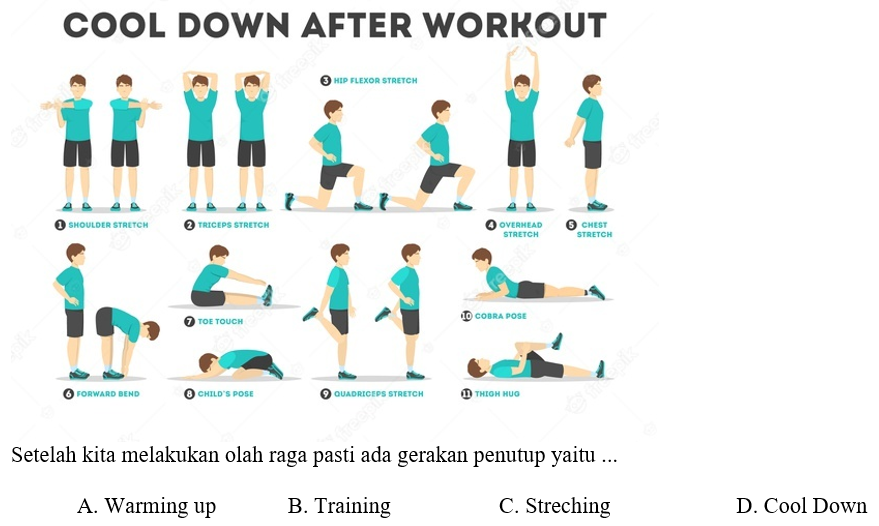 COOL DOWN AFTER WORKOUT
3 HIP FLEXOR STRETCH
1 SHOULDER STRETCH
2 TRICEPS STRETCH
4 OVERHEAD
STRETCH
5 CHEST
STRETCH
7 TOE TOUCH
10 COBRA POSE
6 FORWARD BEND
8 CHILD'S POSE
9 QUADRICEPS STRETCH
11 THIGH HUG
Setelah kita melakukan olah raga pasti ada gerakan penutup yaitu ...
A. Warming up B. Training C. Streching D. Cool Down